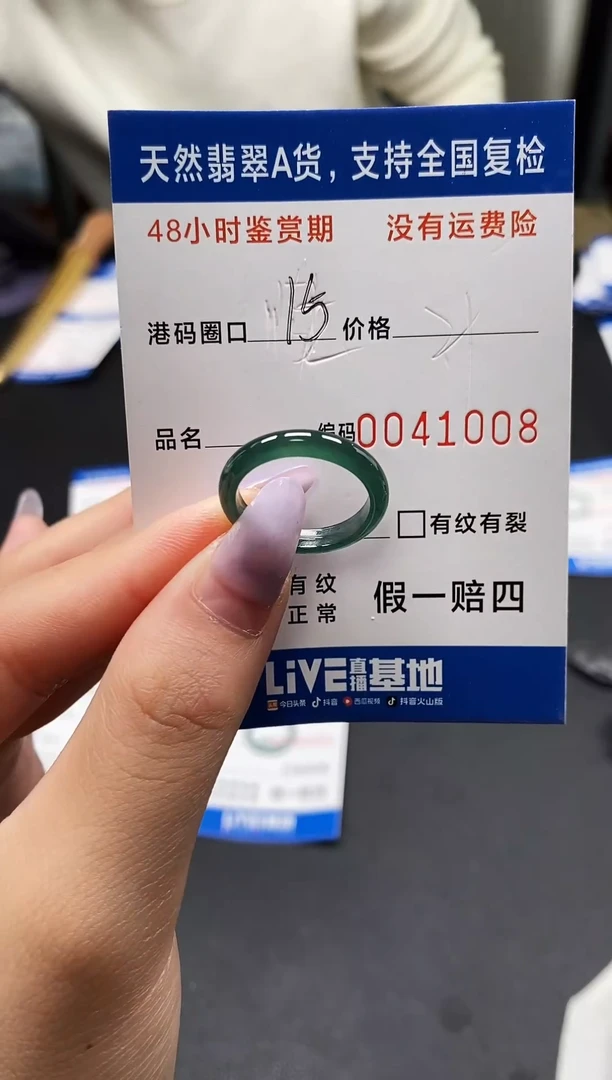 天然翡翠A货，支持全国复检
48小时鉴赏期 没有运费险
港码圈口 15 价格
品名 编码0041008
□有纹有裂
有纹
正常
假一赔四
LiVE直播基地
今日头条 抖音 西瓜视频 抖音火山版